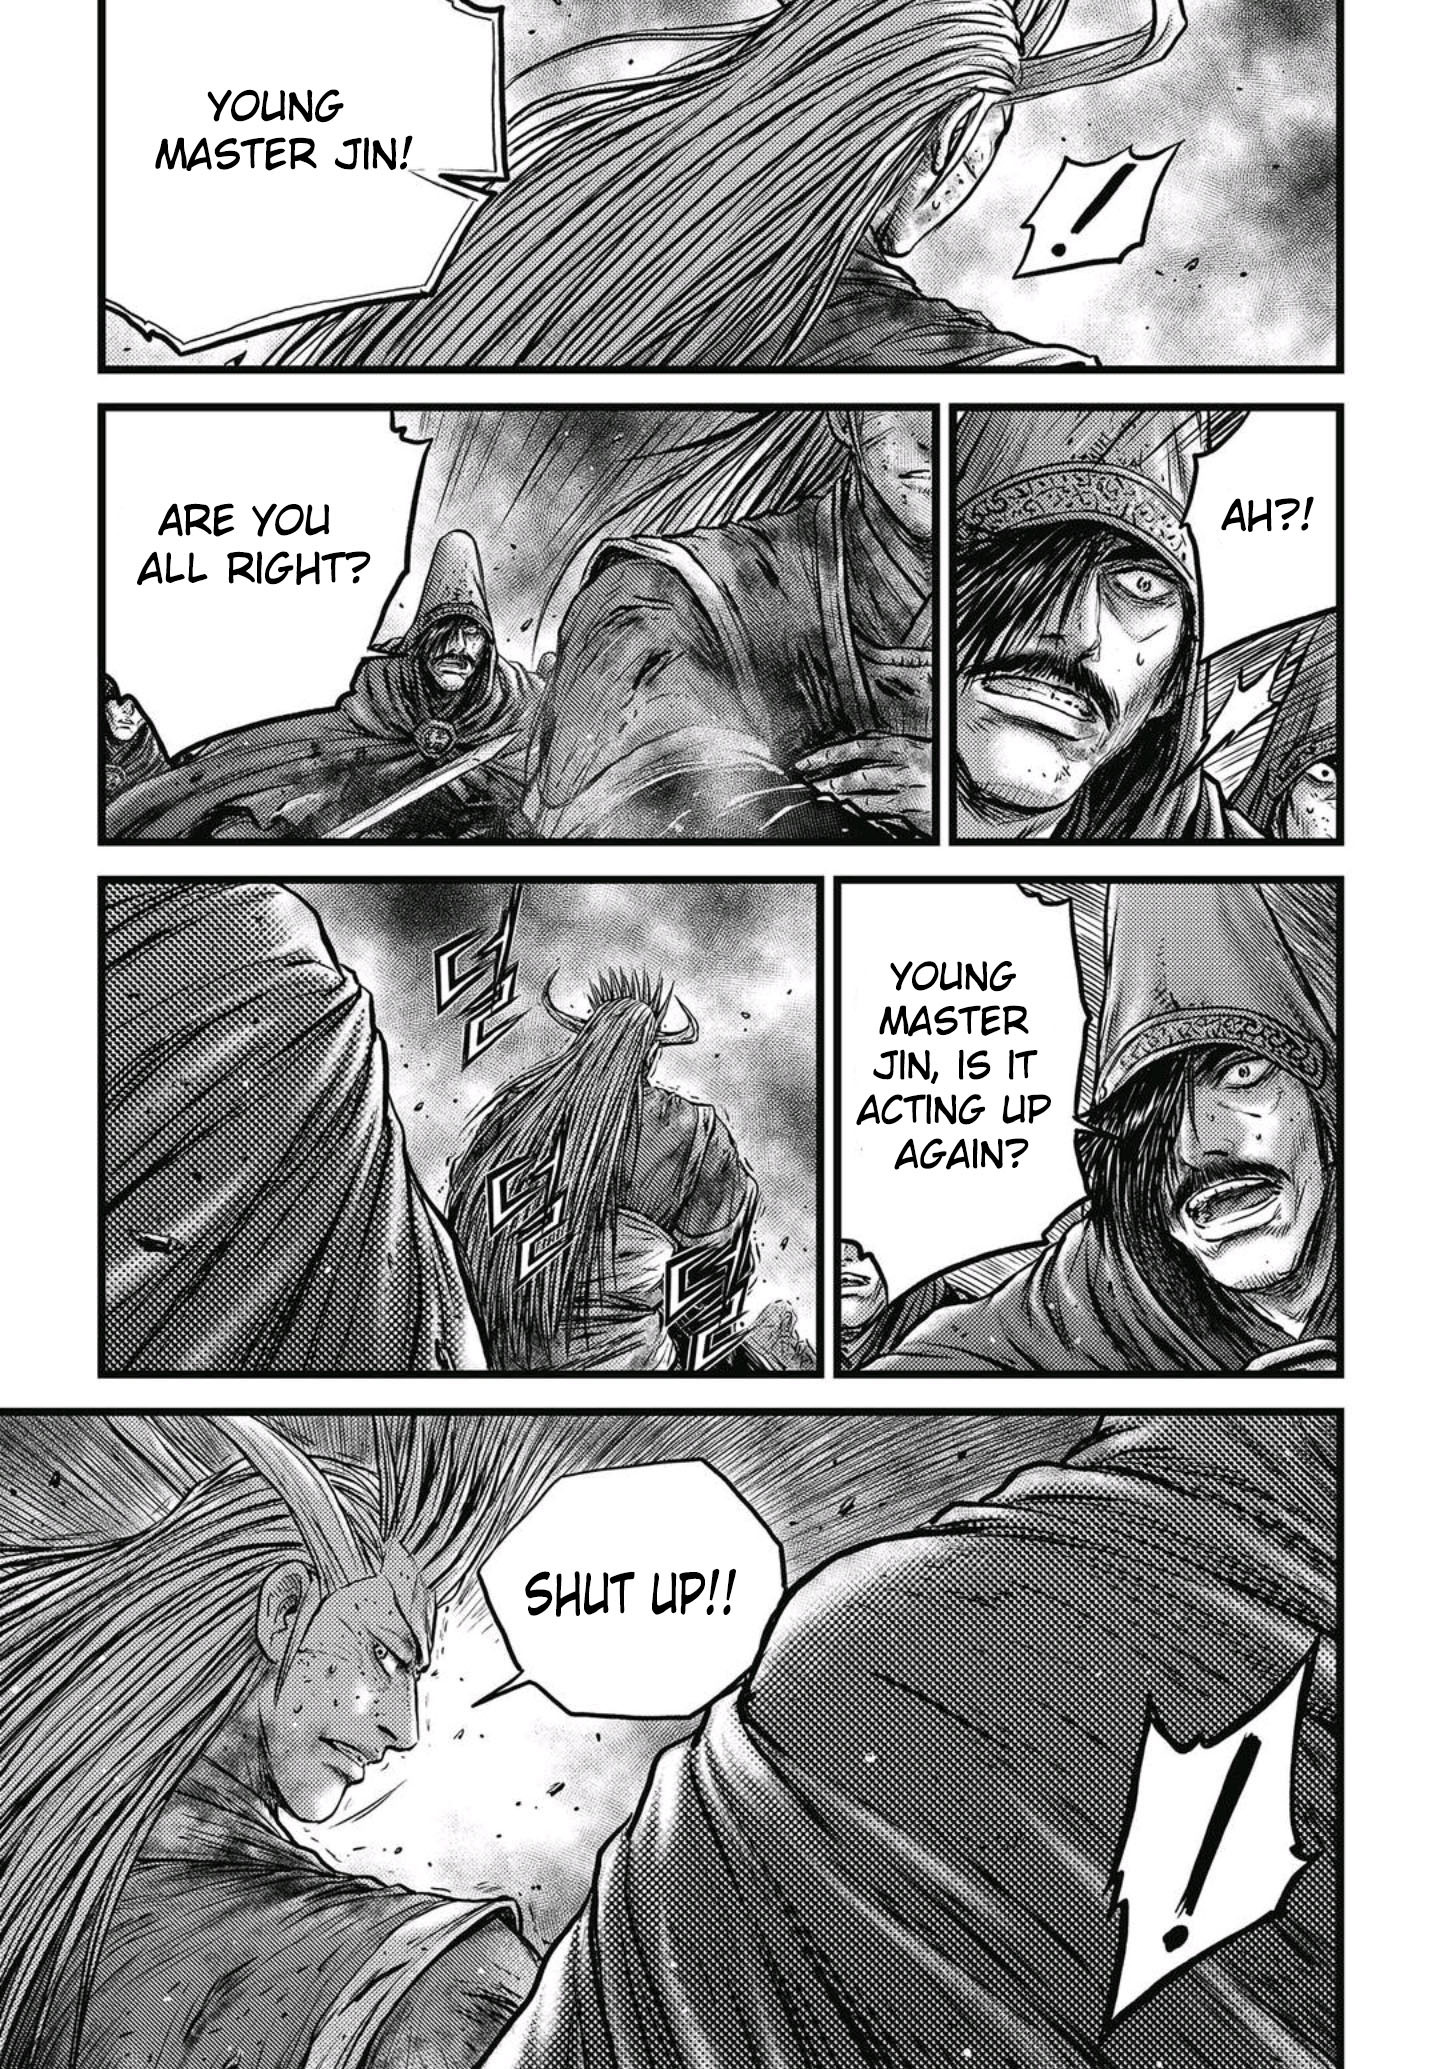 YOUNG
MASTER JIN!
!
AH?!
ARE YOU
ALL RIGHT?
YOUNG
MASTER
JIN, IS IT
ACTING UP
AGAIN?
SHUT UP!!
!